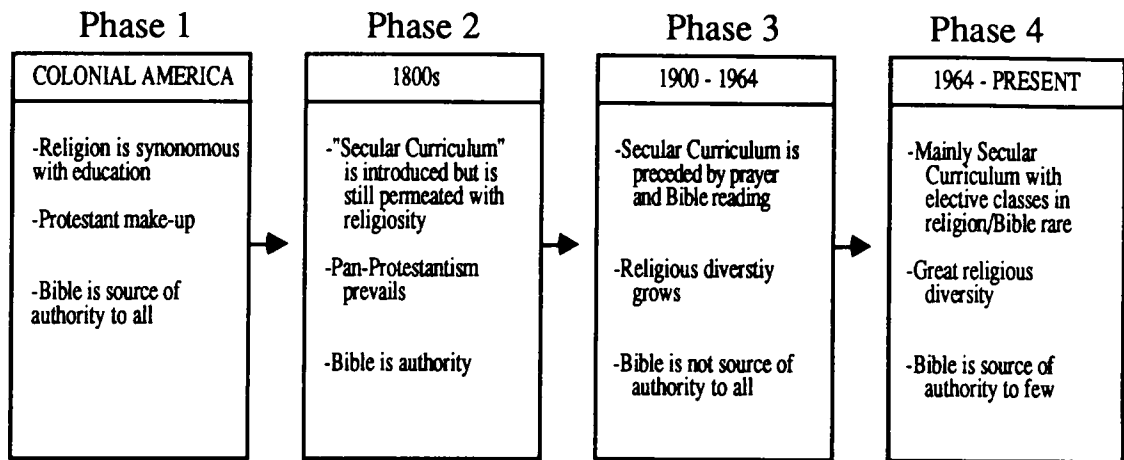 Phase 1
COLONIAL AMERICA
-Religion is synonomous
with education
-Protestant make-up
-Bible is source of
authority to all
Phase 2
1800s
-"Secular Curriculum"
is introduced but is
still permeated with
religiosity
-Pan-Protestantism
prevails
-Bible is authority
Phase 3
1900 - 1964
-Secular Curriculum is
preceded by prayer
and Bible reading
-Religious diverstiy
grows
-Bible is not source of
authority to all
Phase 4
1964 - PRESENT
-Mainly Secular
Curriculum with
elective classes in
religion/Bible rare
-Great religious
diversity
-Bible is source of
authority to few